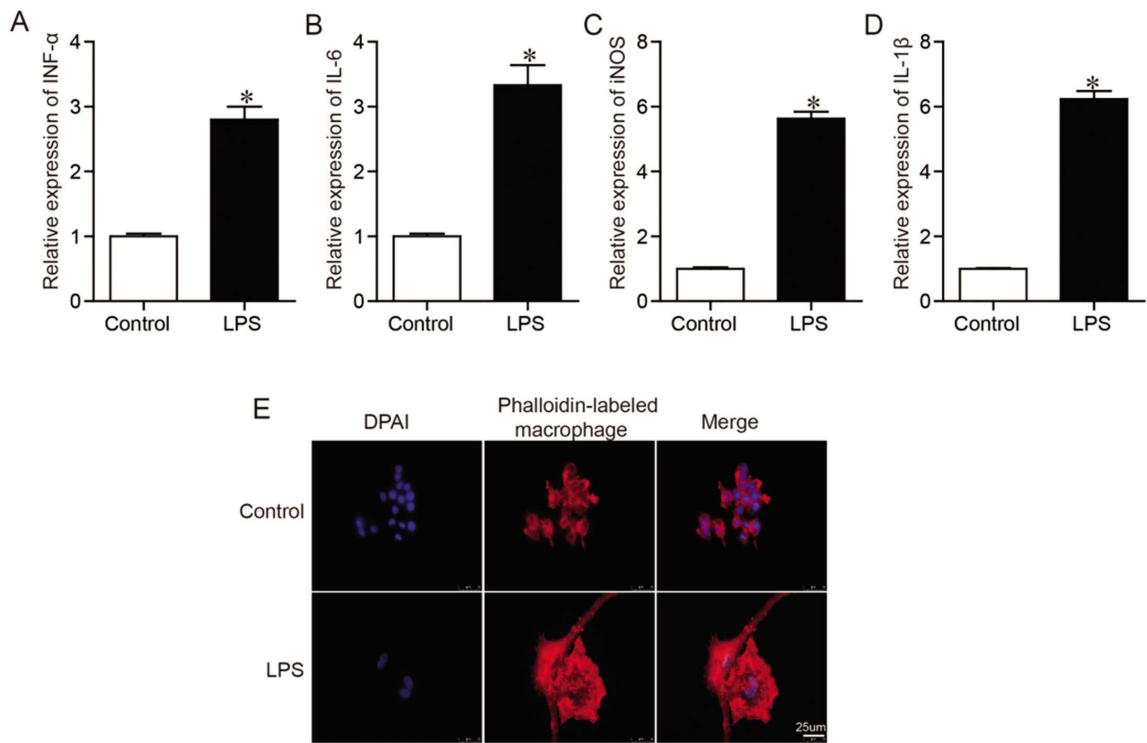 A
Relative expression of INF-α
4
3
2
1
0
Control
LPS
*
B
Relative expression of IL-6
4
3
2
1
0
Control
LPS
*
C
Relative expression of iNOS
8
6
4
2
0
Control
LPS
*
D
Relative expression of IL-1β
8
6
4
2
0
Control
LPS
*
E
DPAI
Phalloidin-labeled
macrophage
Merge
Control
LPS
25um